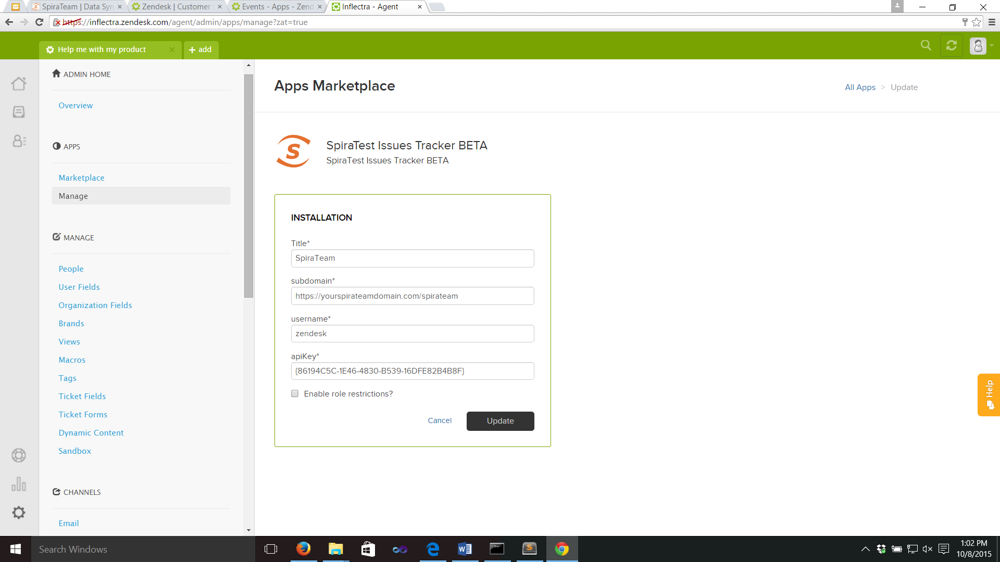 SpiraTeam | Data Syn
Zendesk | Customer
Events - Apps - Zend
Inflectra - Agent
https://inflectra.zendesk.com/agent/admin/apps/manage?zat=true
Help me with my product
+ add
ADMIN HOME
Overview
APPS
Marketplace
Manage
MANAGE
People
User Fields
Organization Fields
Brands
Views
Macros
Tags
Ticket Fields
Ticket Forms
Dynamic Content
Sandbox
CHANNELS
Email
Apps Marketplace
All Apps > Update
SpiraTest Issues Tracker BETA
SpiraTest Issues Tracker BETA
INSTALLATION
Title*
SpiraTeam
subdomain*
https://yourspirateamdomain.com/spirateam
username*
zendesk
apiKey*
{86194C5C-1E46-4830-B539-16DFE82B4B8F}
Enable role restrictions?
Cancel
Update
Help
Search Windows
1:02 PM
10/8/2015